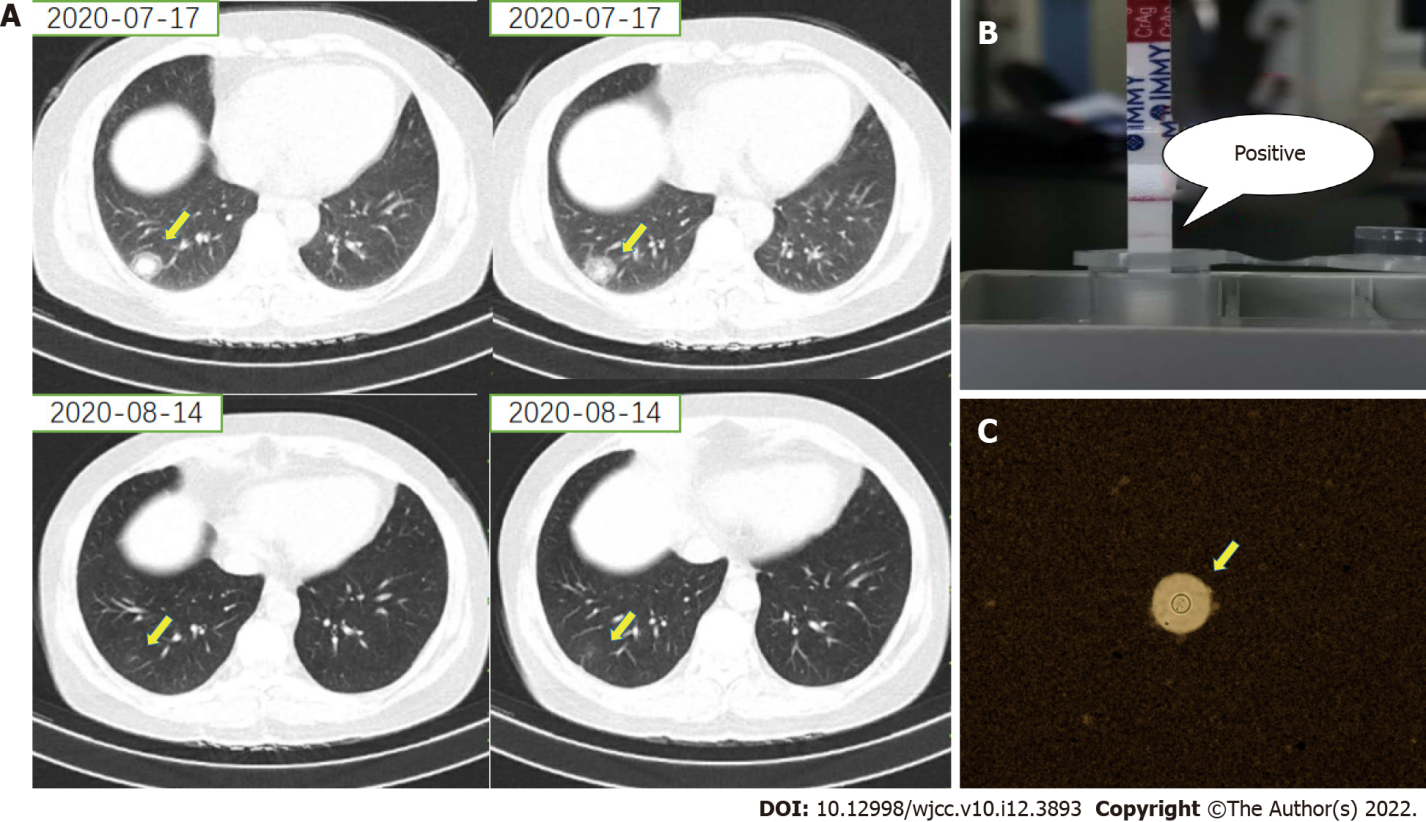 A
2020-07-17
2020-07-17
2020-08-14
2020-08-14
B
CrAg
CrAg
IMMY
IMMY
M
Positive
C
DOI: 10.12998/wjcc.v10.i12.3893 Copyright ©The Author(s) 2022.